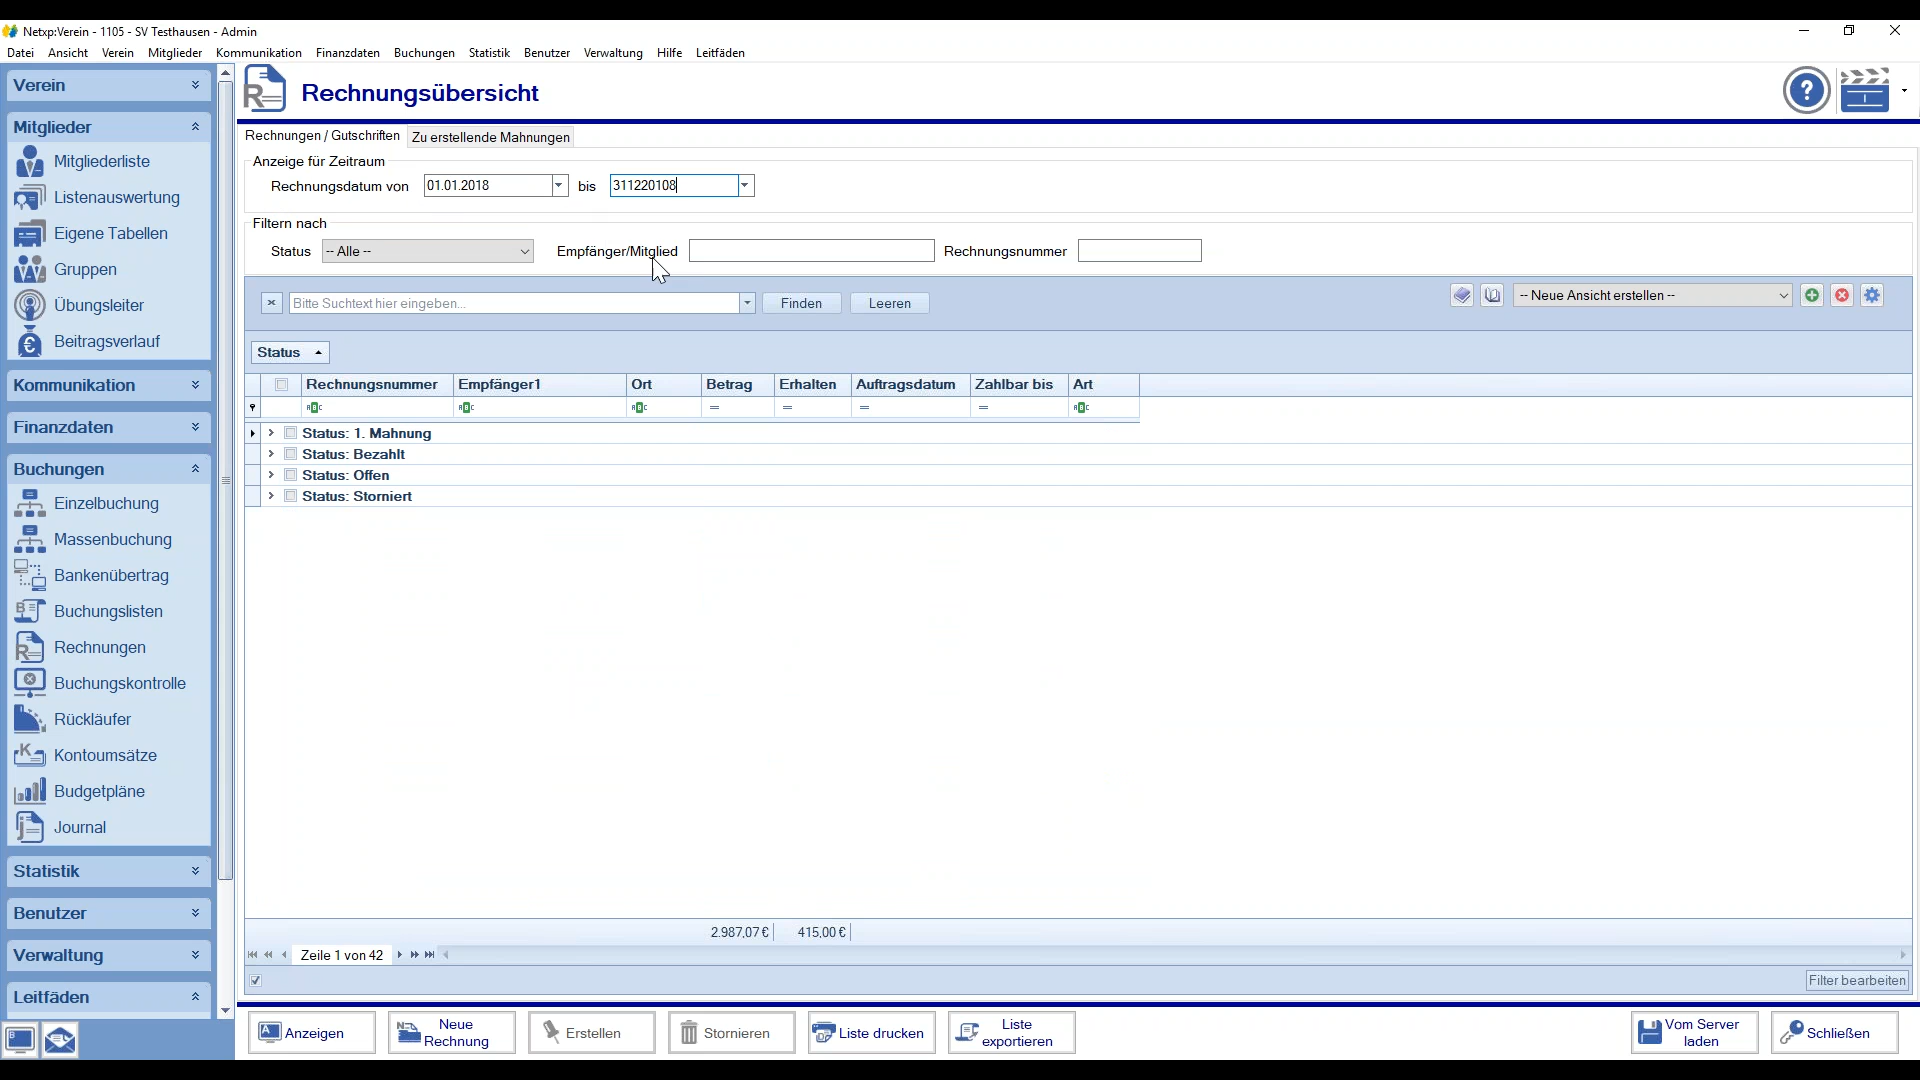 Netxp:Verein - 1105 - SV Testhausen - Admin
Datei Ansicht Verein Mitglieder Kommunikation Finanzdaten Buchungen Statistik Benutzer Verwaltung Hilfe Leitfäden
Verein
Mitglieder
Mitgliederliste
Listenauswertung
Eigene Tabellen
Gruppen
Übungsleiter
Beitragsverlauf
Kommunikation
Finanzdaten
Buchungen
Einzelbuchung
Massenbuchung
Bankenübertrag
Buchungslisten
Rechnungen
Buchungskontrolle
Rückläufer
Kontoumsätze
Budgetpläne
Journal
Statistik
Benutzer
Verwaltung
Leitfäden
Rechnungsübersicht
Rechnungen / Gutschriften Zu erstellende Mahnungen
Anzeige für Zeitraum
Rechnungsdatum von 01.01.2018 bis 311220108
Filtern nach
Status -- Alle -- Empfänger/Mitglied Rechnungsnummer
Bitte Suchtext hier eingeben... Finden Leeren -- Neue Ansicht erstellen --
Status
Rechnungsnummer Empfänger1 Ort Betrag Erhalten Auftragsdatum Zahlbar bis Art
Status: 1. Mahnung
Status: Bezahlt
Status: Offen
Status: Storniert
2.987,07 € 415,00 €
Zeile 1 von 42
Filter bearbeiten
Anzeigen
Neue
Rechnung
Erstellen
Stornieren
Liste drucken
Liste
exportieren
Vom Server
laden
Schließen